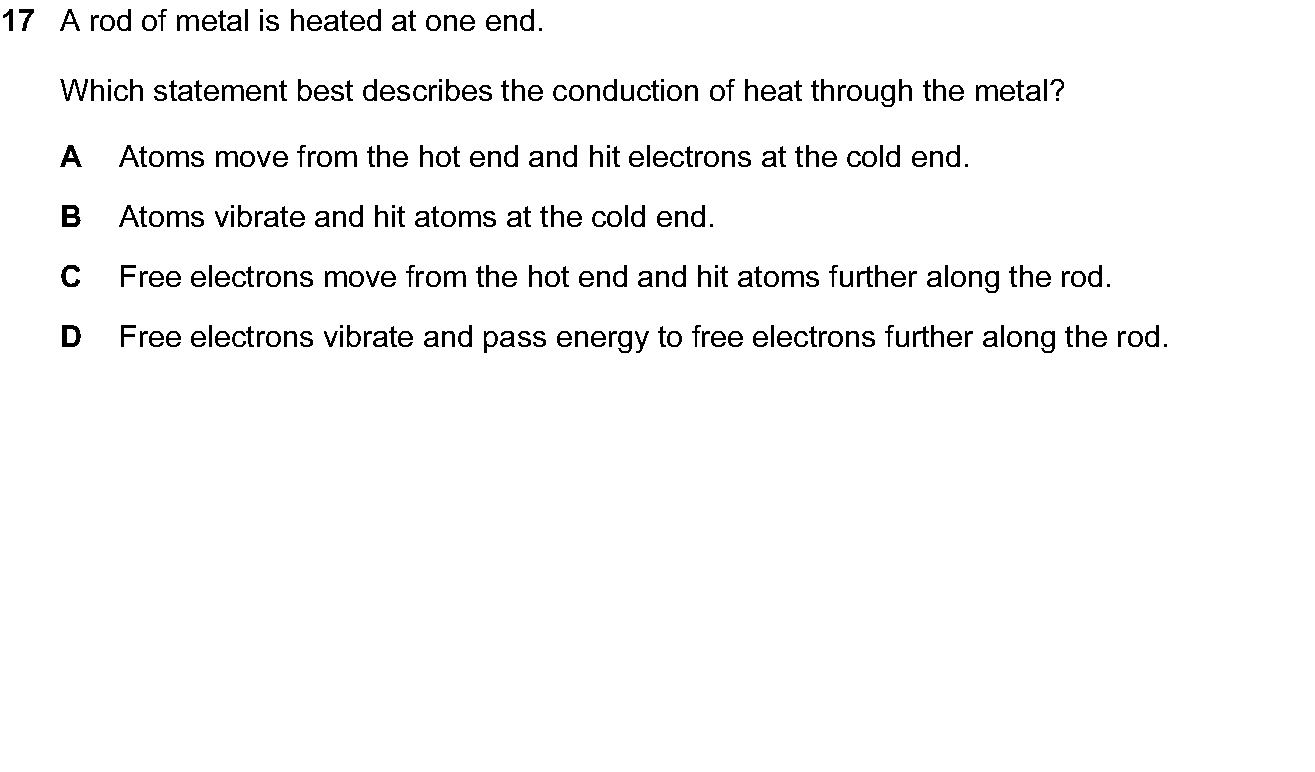 17 A rod of metal is heated at one end.
Which statement best describes the conduction of heat through the metal?
A Atoms move from the hot end and hit electrons at the cold end.
B Atoms vibrate and hit atoms at the cold end.
C Free electrons move from the hot end and hit atoms further along the rod.
D Free electrons vibrate and pass energy to free electrons further along the rod.